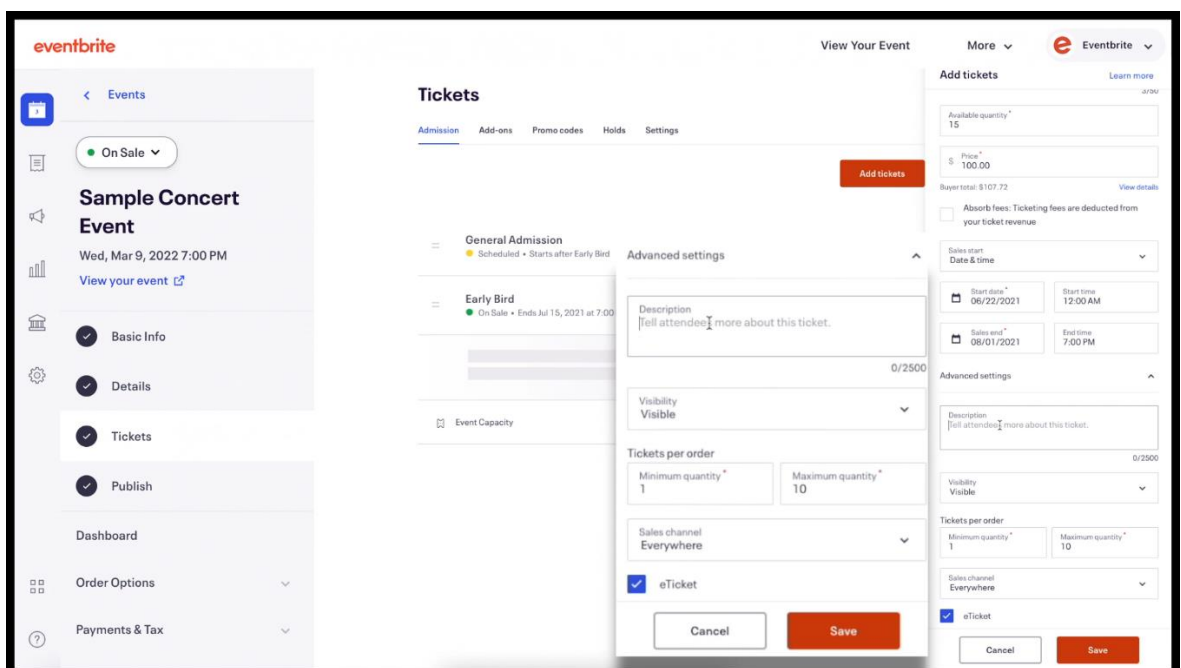 eventbrite
View Your Event
More
Eventbrite
Events
On Sale
Sample Concert
Event
Wed, Mar 9, 2022 7:00 PM
View your event
Basic Info
Details
Tickets
Publish
Dashboard
Order Options
Payments & Tax
Tickets
Admission Add-ons Promo codes Holds Settings
Add tickets
General Admission
Scheduled • Starts after Early Bird
Early Bird
On Sale • Ends Jul 15, 2021 at 7:00
Event Capacity
Advanced settings
Description
Tell attendees more about this ticket.
0/2500
Visibility
Visible
Tickets per order
Minimum quantity *
1
Maximum quantity *
10
Sales channel
Everywhere
eTicket
Cancel Save
Add tickets Learn more
Available quantity *
15
Price *
$ 100.00
Buyer total: $107.72 View details
Absorb fees: Ticketing fees are deducted from
your ticket revenue
Sales start
Date & time
Start date *
06/22/2021
Start time
12:00 AM
Sales end *
08/01/2021
End time
7:00 PM
Advanced settings
Description
Tell attendees more about this ticket.
0/2500
Visibility
Visible
Tickets per order
Minimum quantity *
1
Maximum quantity *
10
Sales channel
Everywhere
eTicket
Cancel Save